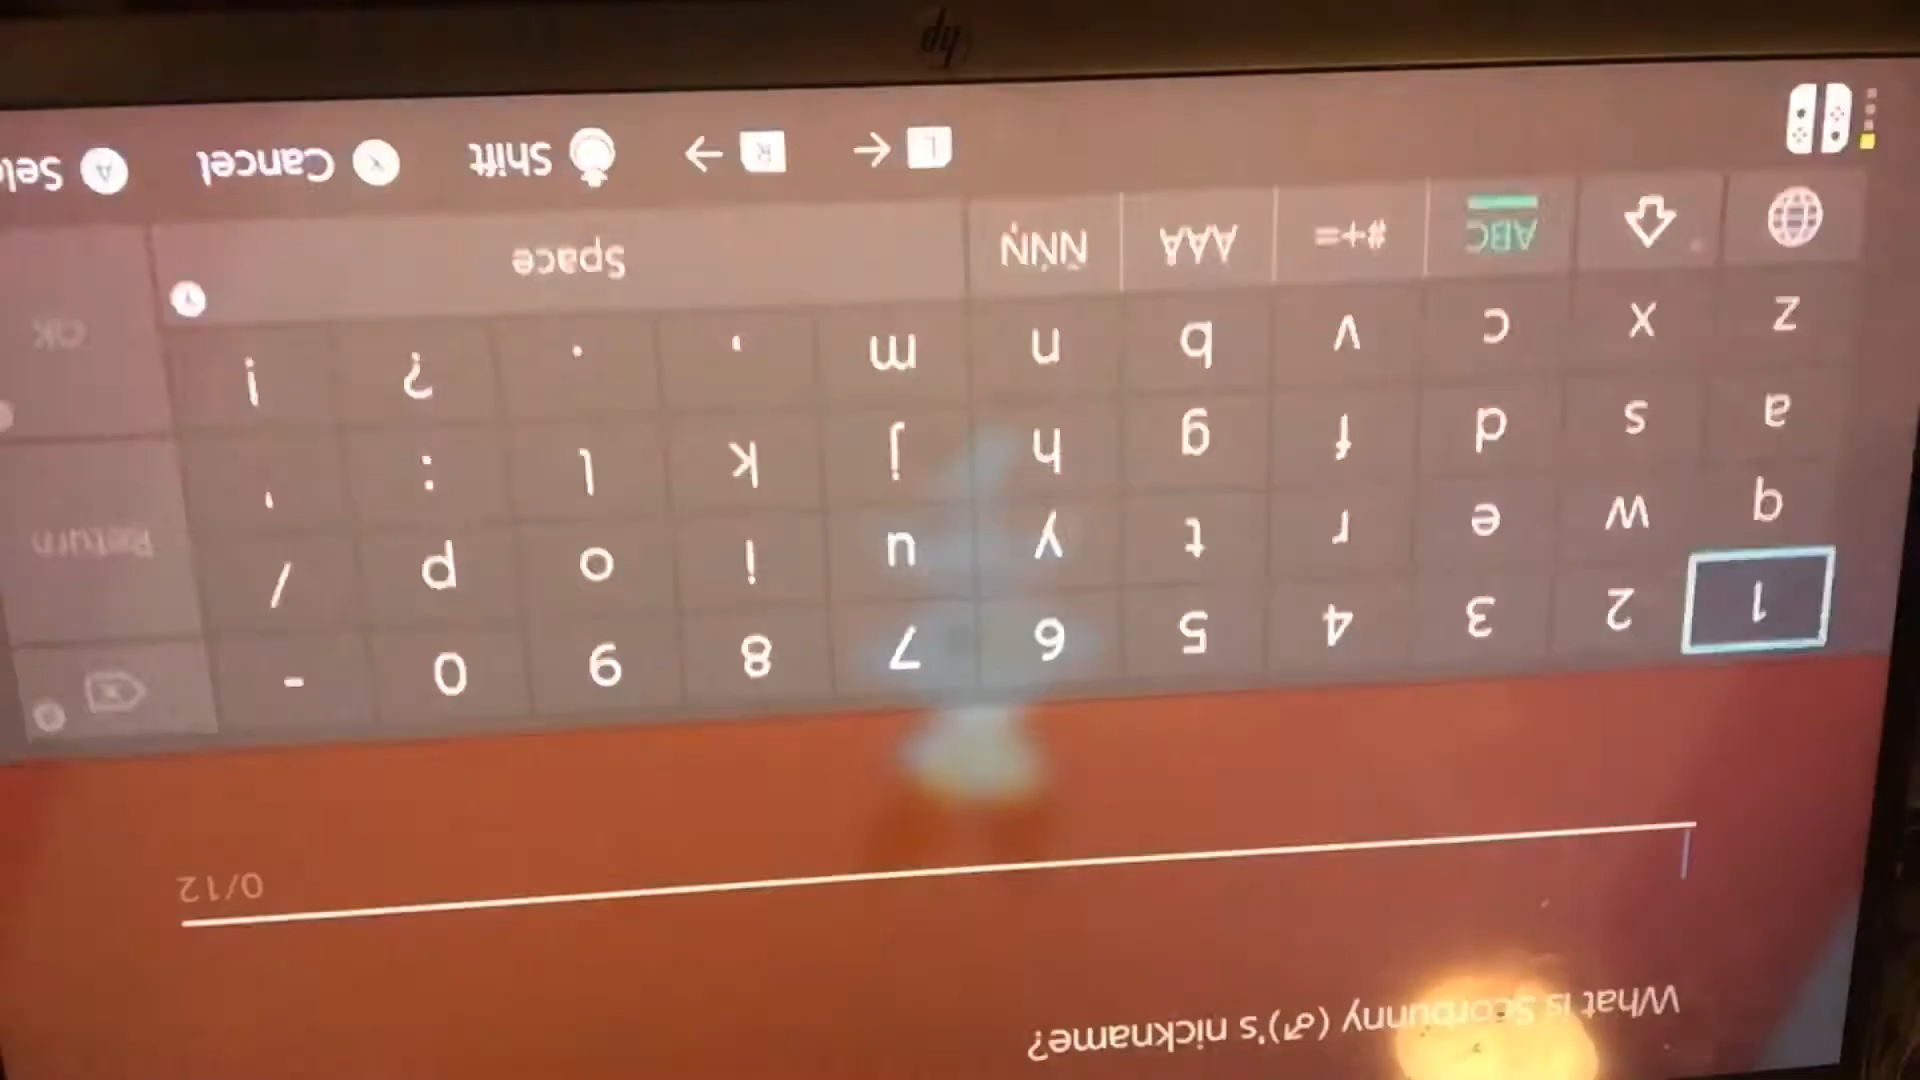 What is Scorbunny (♂)'s nickname?
0/12
1 2 3 4 5 6 7 8 9 0 -
q w e r t y u i o p /
Return
a s d f g h j k l : '
z x c v b n m , . ? !
OK
ABC #+= ÀÁÂ Space
L ← R → Shift X Cancel A
hp